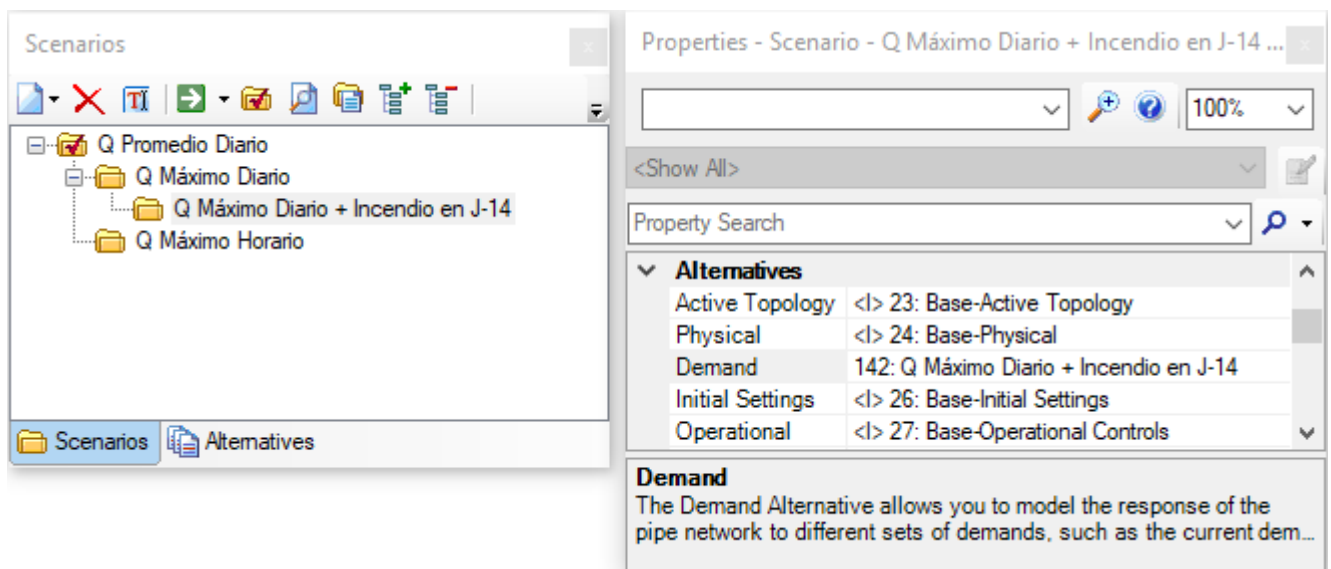 Scenarios
x
Q Promedio Diario
Q Máximo Diario
Q Máximo Diario + Incendio en J-14
Q Máximo Horario
Scenarios
Alternatives
Properties - Scenario - Q Máximo Diario + Incendio en J-14 ...
x
100%
<Show All>
Property Search
Alternatives
Active Topology <I> 23: Base-Active Topology
Physical <I> 24: Base-Physical
Demand 142: Q Máximo Diario + Incendio en J-14
Initial Settings <I> 26: Base-Initial Settings
Operational <I> 27: Base-Operational Controls
Demand
The Demand Alternative allows you to model the response of the
pipe network to different sets of demands, such as the current dem...